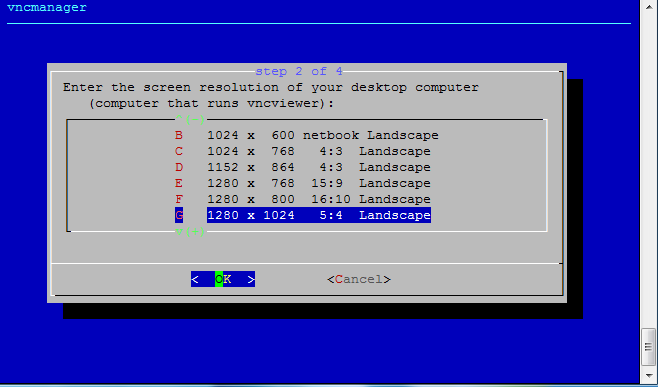 vncmanager
step 2 of 4
Enter the screen resolution of your desktop computer
(computer that runs vncviewer):
B 1024 x 600 netbook Landscape
C 1024 x 768 4:3 Landscape
D 1152 x 864 4:3 Landscape
E 1280 x 768 15:9 Landscape
F 1280 x 800 16:10 Landscape
G 1280 x 1024 5:4 Landscape
< OK > <Cancel>